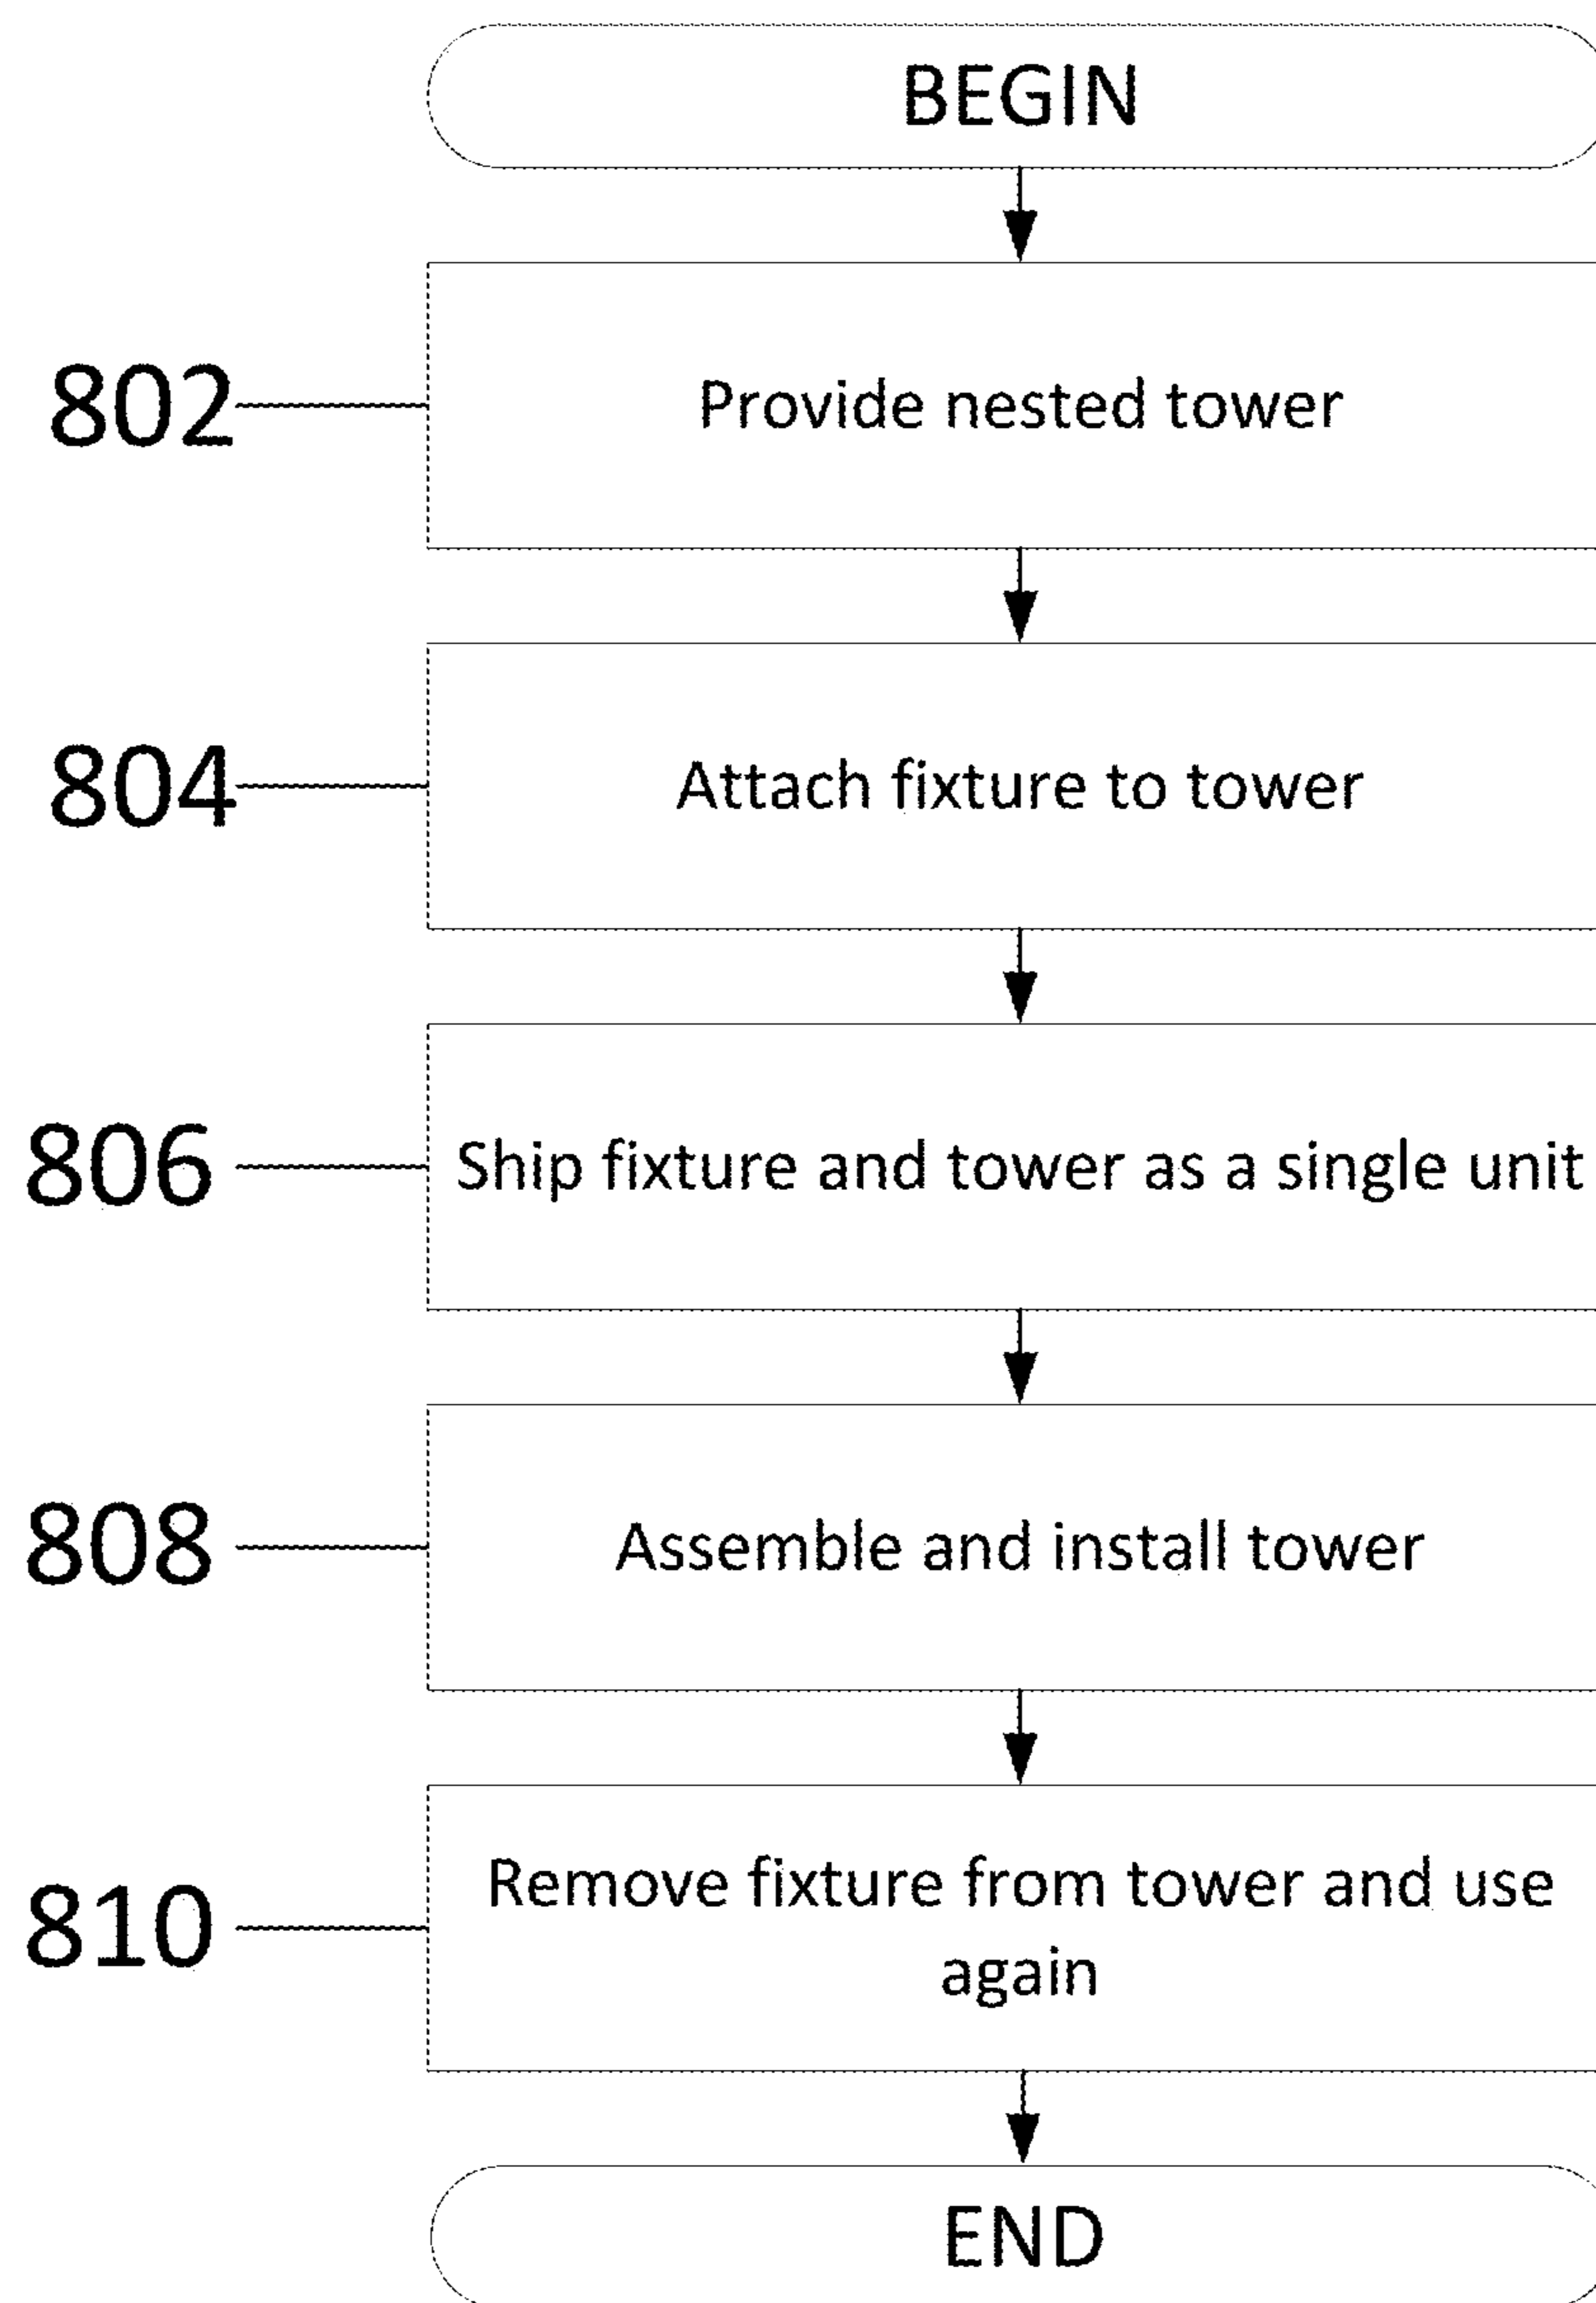 BEGIN
802
Provide nested tower
804
Attach fixture to tower
806
Ship fixture and tower as a single unit
808
Assemble and install tower
810
Remove fixture from tower and use
again
END